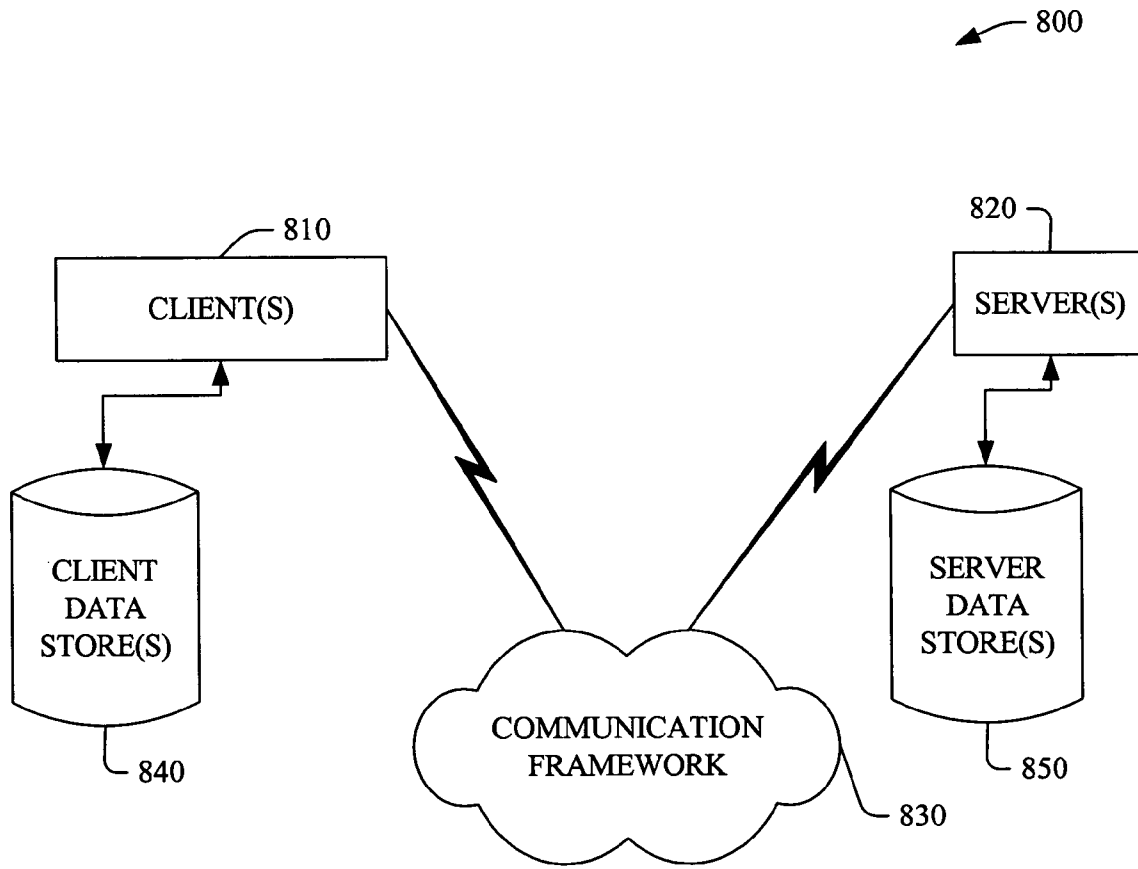 800
810
820
CLIENT(S)
SERVER(S)
CLIENT
DATA
STORE(S)
SERVER
DATA
STORE(S)
COMMUNICATION
FRAMEWORK
840
850
830